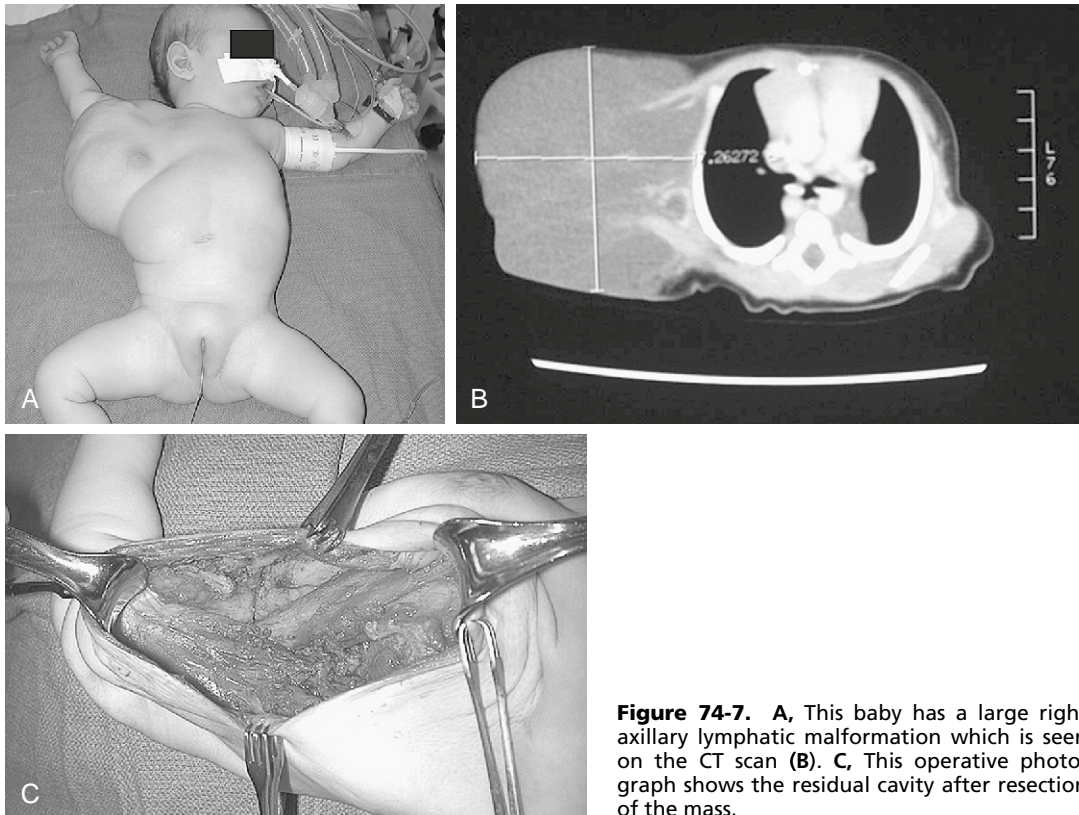 A
B
.26272
L
7
6
C
Figure 74-7. A, This baby has a large righ
axillary lymphatic malformation which is seer
on the CT scan (B). C, This operative photo
graph shows the residual cavity after resection
of the mass.